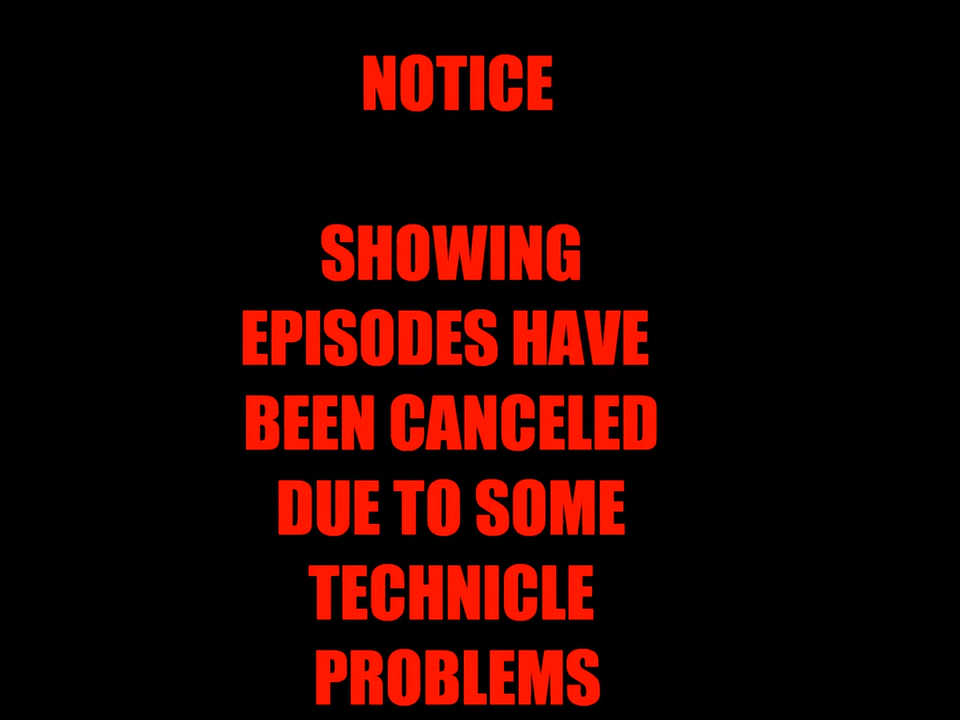 NOTICE
SHOWING
EPISODES HAVE
BEEN CANCELED
DUE TO SOME
TECHNICLE
PROBLEMS